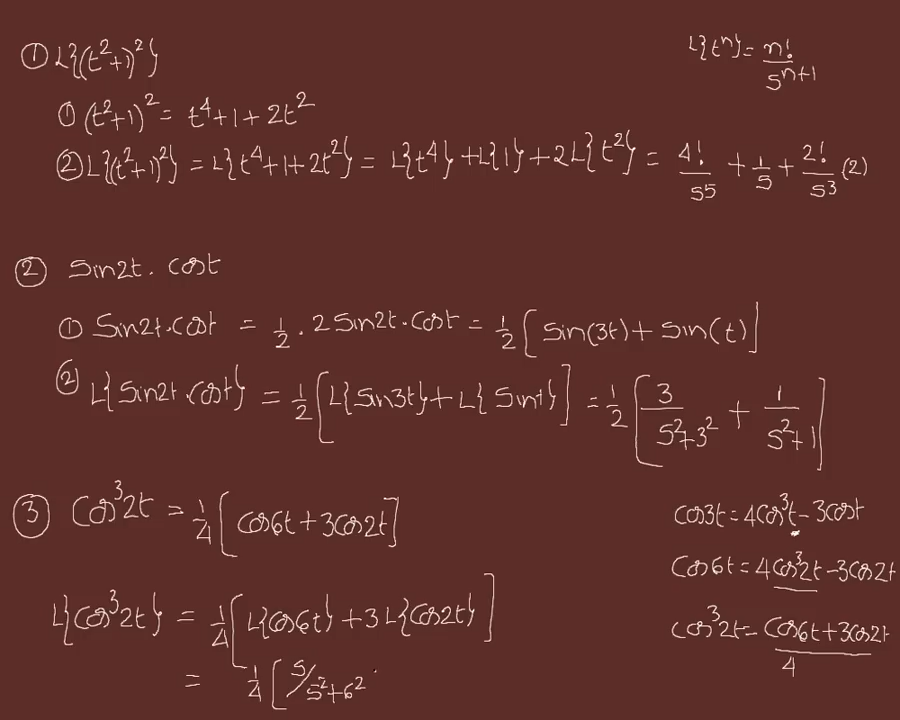 ① L{(t²+1)²}
L{tⁿ} = n!/sⁿ⁺¹
① (t²+1)² = t⁴+1+2t²
② L{(t²+1)²} = L{t⁴+1+2t²} = L{t⁴} + L{1} + 2L{t²} = 4!/s⁵ + 1/s + 2!/s³ (2)
② Sin2t. cost
① Sin2t.cost = 1/2 . 2Sin2t.Cost = 1/2 [Sin(3t) + Sin(t)]
② L{Sin2t.cost} = 1/2 [L{Sin3t} + L{Sint}] = 1/2 [3/(s²+3²) + 1/(s²+1)]
③ Cos³2t = 1/4 [Cos6t + 3Cos2t]
L{Cos³2t} = 1/4 [L{Cos6t} + 3L{Cos2t}]
= 1/4 [s/s²+6²
Cos3t = 4Cos³t - 3Cost
Cos6t = 4Cos³2t - 3Cos2t
Cos³2t = (Cos6t + 3Cos2t)/4